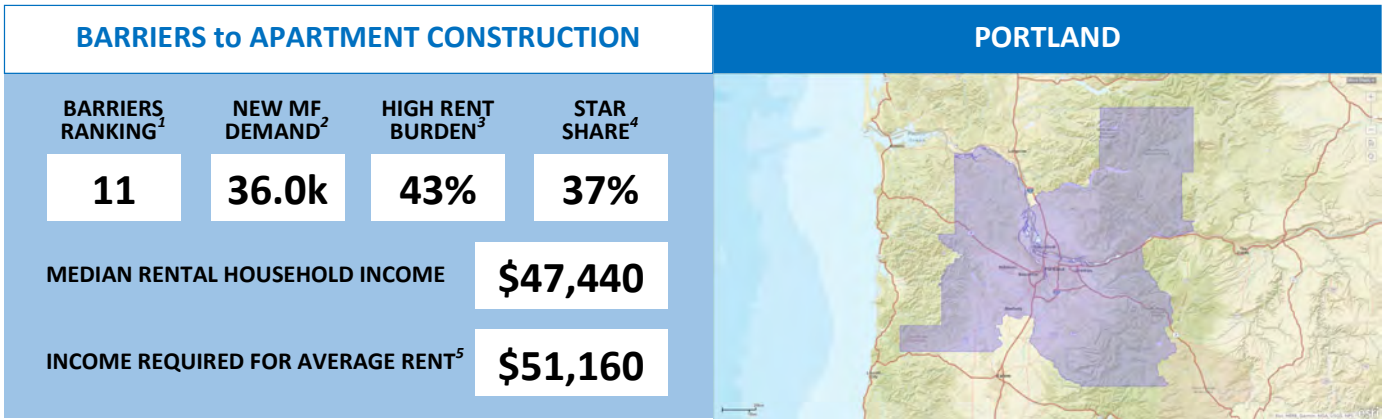 BARRIERS to APARTMENT CONSTRUCTION
PORTLAND
BARRIERS
RANKING1
NEW MF
DEMAND2
HIGH RENT
BURDEN3
STAR
SHARE4
11
36.0k
43%
37%
MEDIAN RENTAL HOUSEHOLD INCOME
$47,440
INCOME REQUIRED FOR AVERAGE RENT5
$51,160